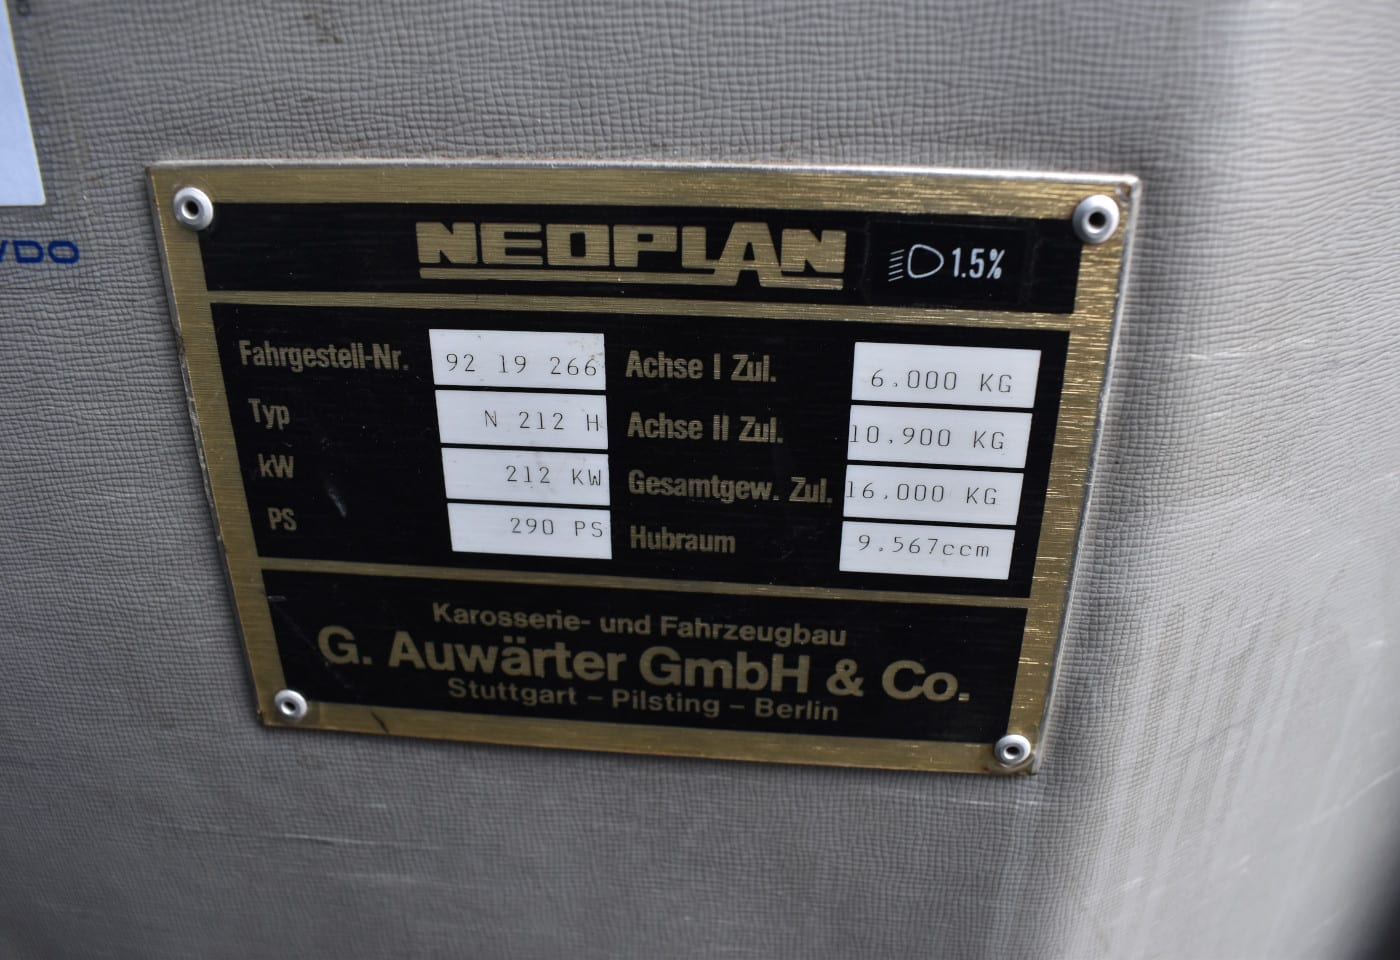 VDO
NEOPLAN
1.5%
Fahrgestell-Nr. 92 19 266 Achse I Zul. 6.000 KG
Typ N 212 H Achse II Zul. 10.900 KG
kW 212 KW Gesamtgew. Zul. 16.000 KG
PS 290 PS Hubraum 9.567ccm
Karosserie- und Fahrzeugbau
G. Auwärter GmbH & Co.
Stuttgart – Pilsting – Berlin